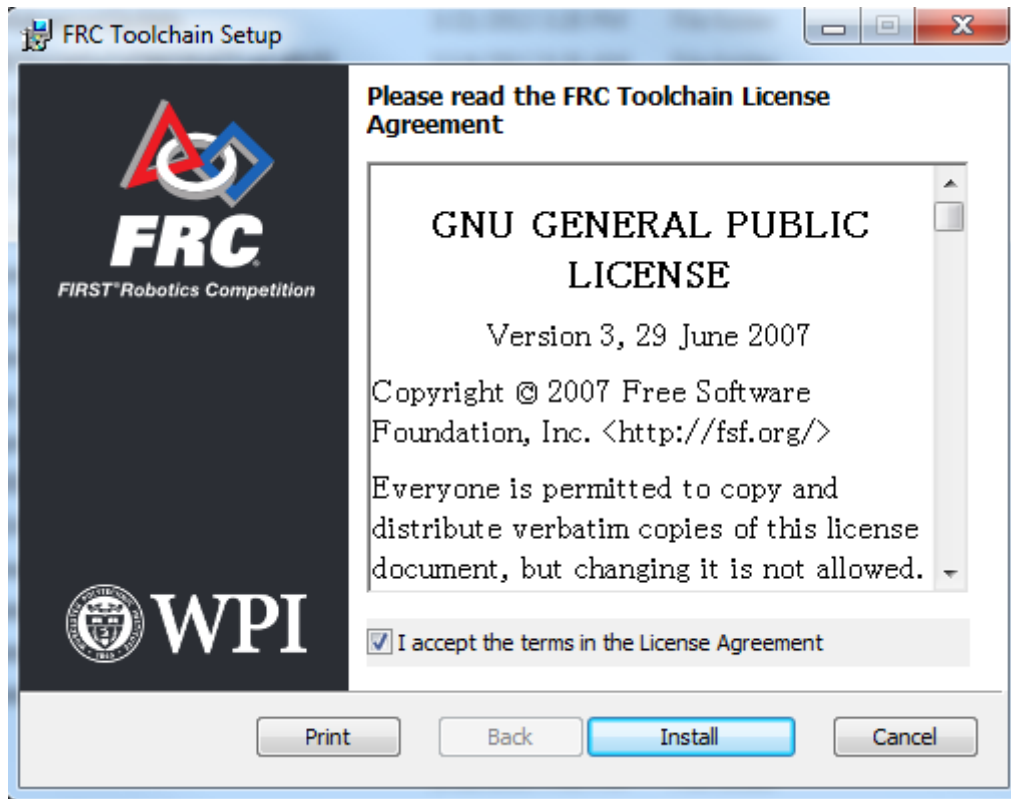 FRC Toolchain Setup
Please read the FRC Toolchain License
Agreement
FRC
FIRST® Robotics Competition
WPI
GNU GENERAL PUBLIC
LICENSE
Version 3, 29 June 2007
Copyright © 2007 Free Software
Foundation, Inc. <http://fsf.org/>
Everyone is permitted to copy and
distribute verbatim copies of this license
document, but changing it is not allowed.
I accept the terms in the License Agreement
Print
Back
Install
Cancel